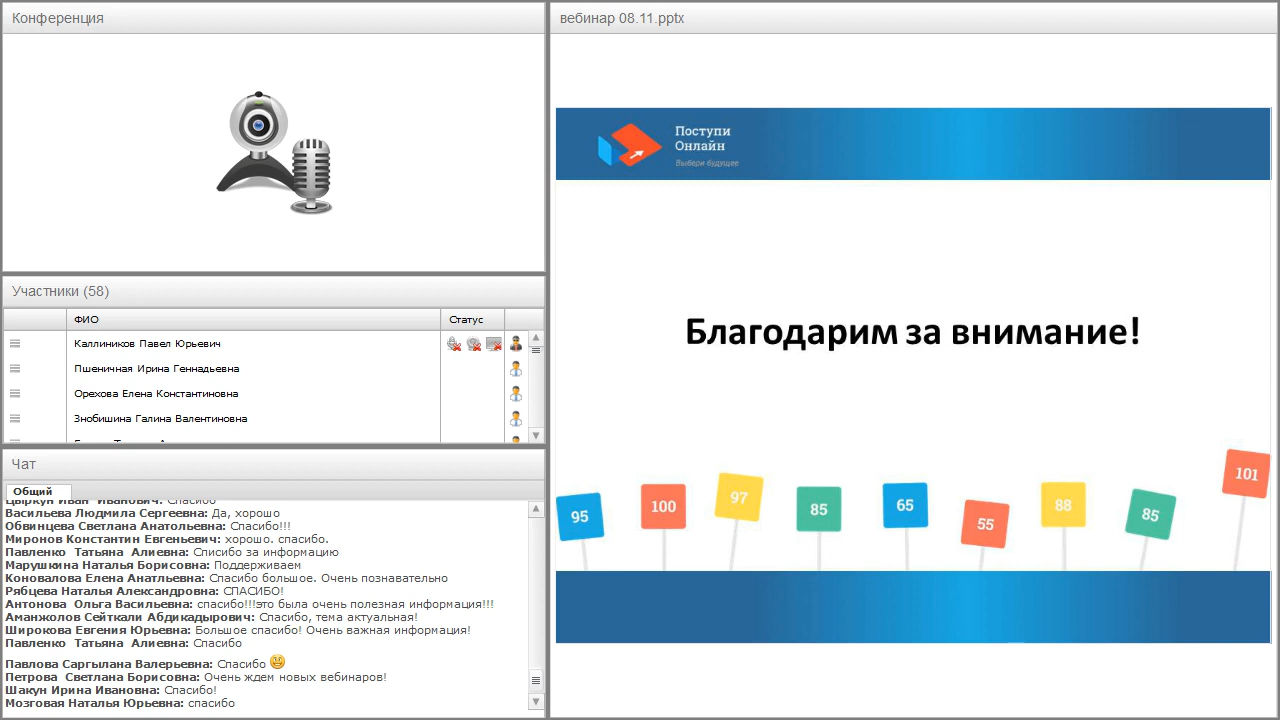 Конференция
Участники (58)
ФИО
Статус
Каллиников Павел Юрьевич
Пшеничная Ирина Геннадьевна
Орехова Елена Константиновна
Знобишина Галина Валентиновна
Чат
Общий
Цыркун Иван Иванович: Спасибо
Васильева Людмила Сергеевна: Да, хорошо
Обвинцева Светлана Анатольевна: Спасибо!!!
Миронов Константин Евгеньевич: хорошо. спасибо.
Павленко Татьяна Алиевна: Списибо за информацию
Марушкина Наталья Борисовна: Поддерживаем
Коновалова Елена Анатльевна: Спасибо большое. Очень познавательно
Рябцева Наталья Александровна: СПАСИБО!
Антонова Ольга Васильевна: спасибо!!!это была очень полезная информация!!!
Аманжолов Сейткали Абдикадырович: Спасибо, тема актуальная!
Широкова Евгения Юрьевна: Большое спасибо! Очень важная информация!
Павленко Татьяна Алиевна: Спасибо
Павлова Саргылана Валерьевна: Спасибо
Петрова Светлана Борисовна: Очень ждем новых вебинаров!
Шакун Ирина Ивановна: Спасибо!
Мозговая Наталья Юрьевна: спасибо
вебинар 08.11.pptx
Поступи
Онлайн
Выбери будущее
Благодарим за внимание!
95
100
97
85
65
55
88
85
101